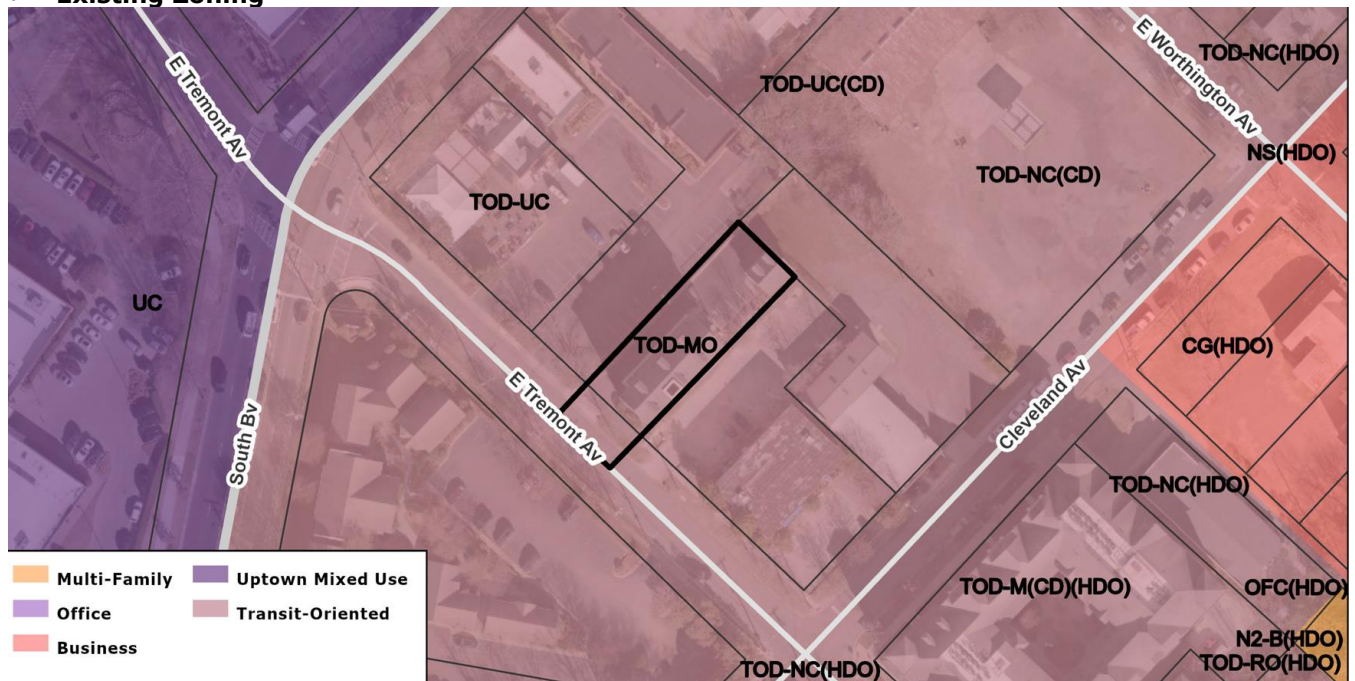 Existing Zoning
E Worthington Av
TOD-NC(HDO)
E Tremont Av
TOD-UC(CD)
NS(HDO)
TOD-NC(CD)
TOD-UC
UC
TOD-MO
CG(HDO)
E Tremont Av
Cleveland Av
South Bv
TOD-NC(HDO)
Multi-Family
Uptown Mixed Use
Office
Transit-Oriented
Business
TOD-M(CD)(HDO)
OFC(HDO)
N2-B(HDO)
TOD-RO(HDO)
TOD-NC(HDO)